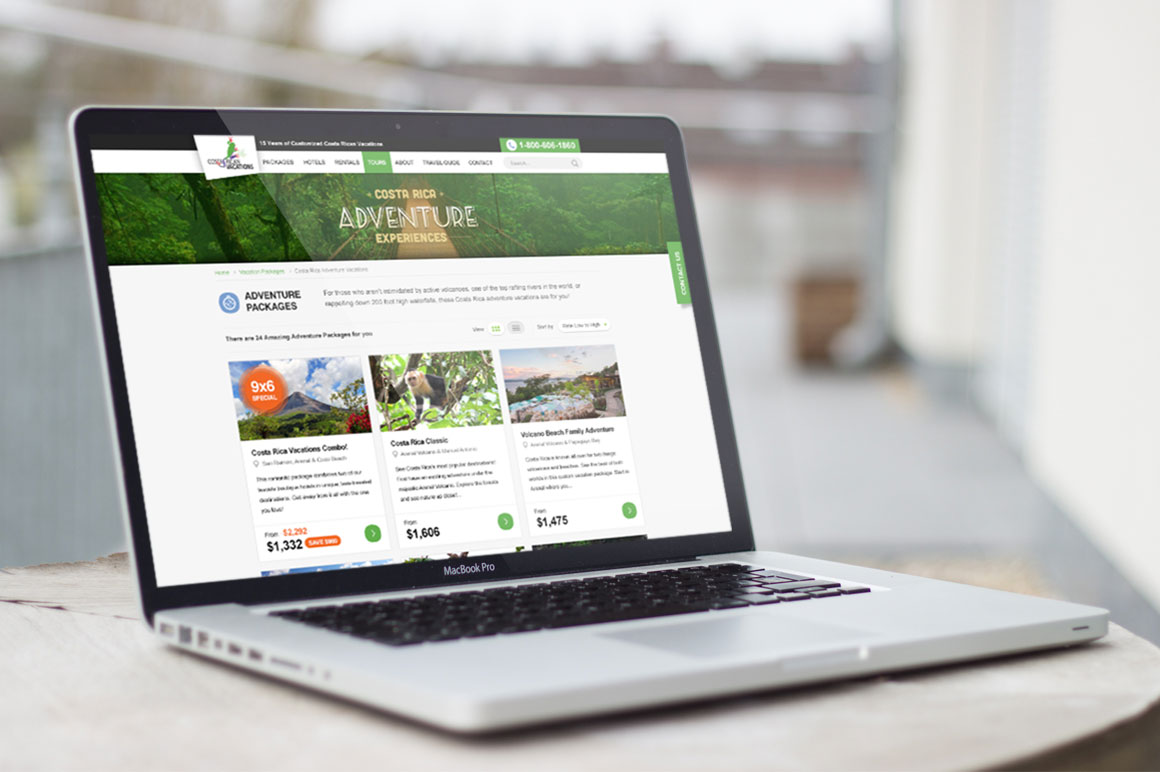 15 Years of Customized Costa Rican Vacations
1-800-606-1860
COSTA RICAN VACATIONS
PACKAGES HOTELS RENTALS TOURS ABOUT TRAVEL GUIDE CONTACT Search...
COSTA RICA
ADVENTURE
EXPERIENCES
CONTACT US
Home > Vacation Packages > Costa Rica Adventure Vacations
ADVENTURE
PACKAGES
For those who aren't intimidated by active volcanoes, one of the top rafting rivers in the world, or
rappelling down 200 foot high waterfalls, these Costa Rica adventure vacations are for you!
There are 34 Amazing Adventure Packages for you
View
Sort by
Rate Low to High
9x6
SPECIAL
Costa Rica Vacations Combo!
San Ramon, Arenal & Costa Beach
This romantic package combines two of our
favorite boutique hotels in unique, bird-haunted
destinations. Get away from it all with the one
you love!
From $2,292
$1,332 SAVE $960
Costa Rica Classic
Arenal Volcano & Manuel Antonio
See Costa Rica's most popular destinations!
First have an exciting adventure under the
majestic Arenal Volcano. Explore the forests
and see nature up close!...
From
$1,606
Volcano Beach Family Adventure
Arenal Volcano & Papagayo Bay
Costa Rica is known all over for two things:
volcanoes and beaches. See the best of both
worlds in this custom vacation package. Start in
Arenal where you...
From
$1,475
MacBook Pro